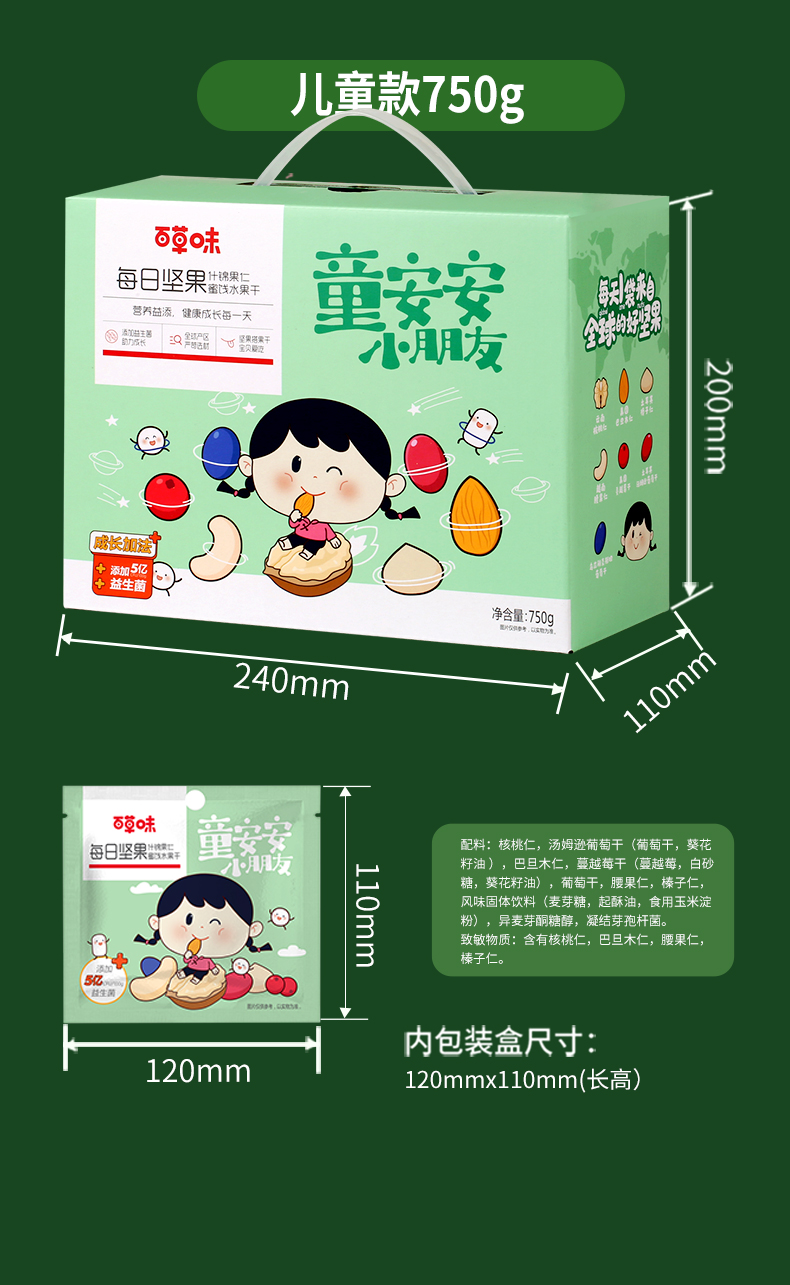 儿童款750g
百草味
每日坚果
什锦果仁
蜜饯水果干
营养益添，健康成长每一天
添加益生菌
助力成长
全球产区
严苛选材
坚果搭果干
宝贝爱吃
童安安
小朋友
每天1袋来自
全球的好坚果
成长加法+
+ 添加5亿
+ 益生菌
净含量:750g
图片仅供参考，以实物为准。
200mm
240mm
110mm
百草味
每日坚果
什锦果仁
蜜饯水果干
童安安
小朋友
添加
5亿
益生菌
图片仅供参考，以实物为准。
110mm
120mm
配料：核桃仁，汤姆逊葡萄干（葡萄干，葵花
籽油），巴旦木仁，蔓越莓干（蔓越莓，白砂
糖，葵花籽油），葡萄干，腰果仁，榛子仁，
风味固体饮料（麦芽糖，起酥油，食用玉米淀
粉），异麦芽酮糖醇，凝结芽孢杆菌。
致敏物质：含有核桃仁，巴旦木仁，腰果仁，
榛子仁。
内包装盒尺寸：
120mmx110mm(长高）